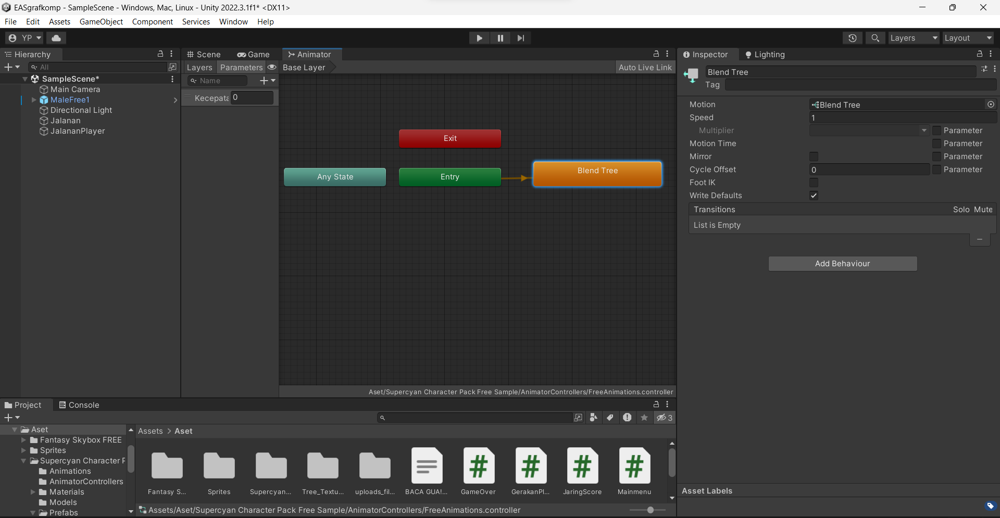 EASgrafkomp - SampleScene - Windows, Mac, Linux - Unity 2022.3.1f1* <DX11>
File Edit Assets GameObject Component Services Window Help
YP Layers Layout
Hierarchy
All
SampleScene*
Main Camera
MaleFree1
Directional Light
Jalanan
JalananPlayer
Scene Game Animator
Layers Parameters Base Layer Auto Live Link
Name
Kecepata 0
Exit
Any State
Entry
Blend Tree
Aset/Supercyan Character Pack Free Sample/AnimatorControllers/FreeAnimations.controller
Inspector Lighting
Blend Tree
Tag
Motion Blend Tree
Speed 1
Multiplier Parameter
Motion Time Parameter
Mirror Parameter
Cycle Offset 0 Parameter
Foot IK
Write Defaults
Transitions Solo Mute
List is Empty
Add Behaviour
Asset Labels
Project Console
3
Aset
Fantasy Skybox FREE
Sprites
Supercyan Character
Animations
AnimatorControllers
Materials
Models
Prefabs
Assets > Aset
Fantasy S...
Sprites
Supercyan...
Tree_Textu...
uploads_fil...
BACA GUA!...
GameOver
GerakanPl...
JaringScore
Mainmenu
Assets/Aset/Supercyan Character Pack Free Sample/AnimatorControllers/FreeAnimations.controller